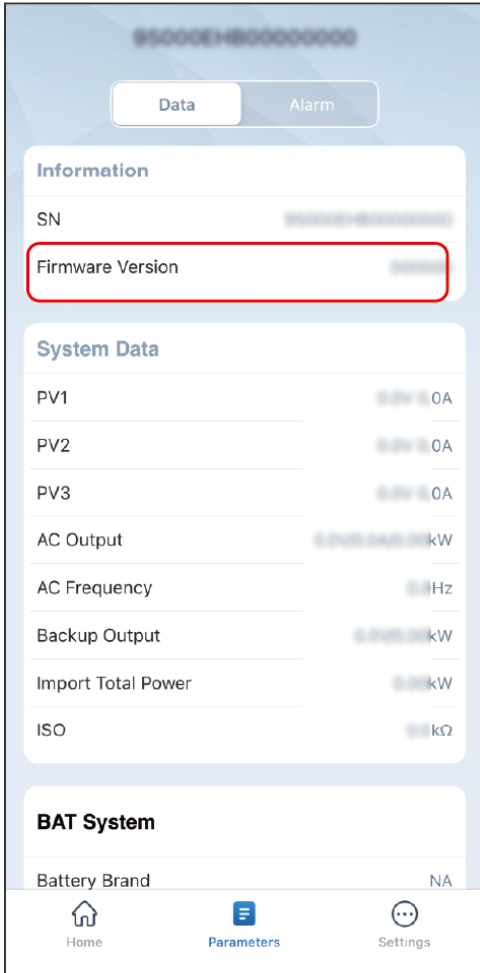 Data Alarm
Information
SN
Firmware Version
System Data
PV1 0A
PV2 0A
PV3 0A
AC Output kW
AC Frequency Hz
Backup Output kW
Import Total Power kW
ISO kΩ
BAT System
Battery Brand NA
Home Parameters Settings